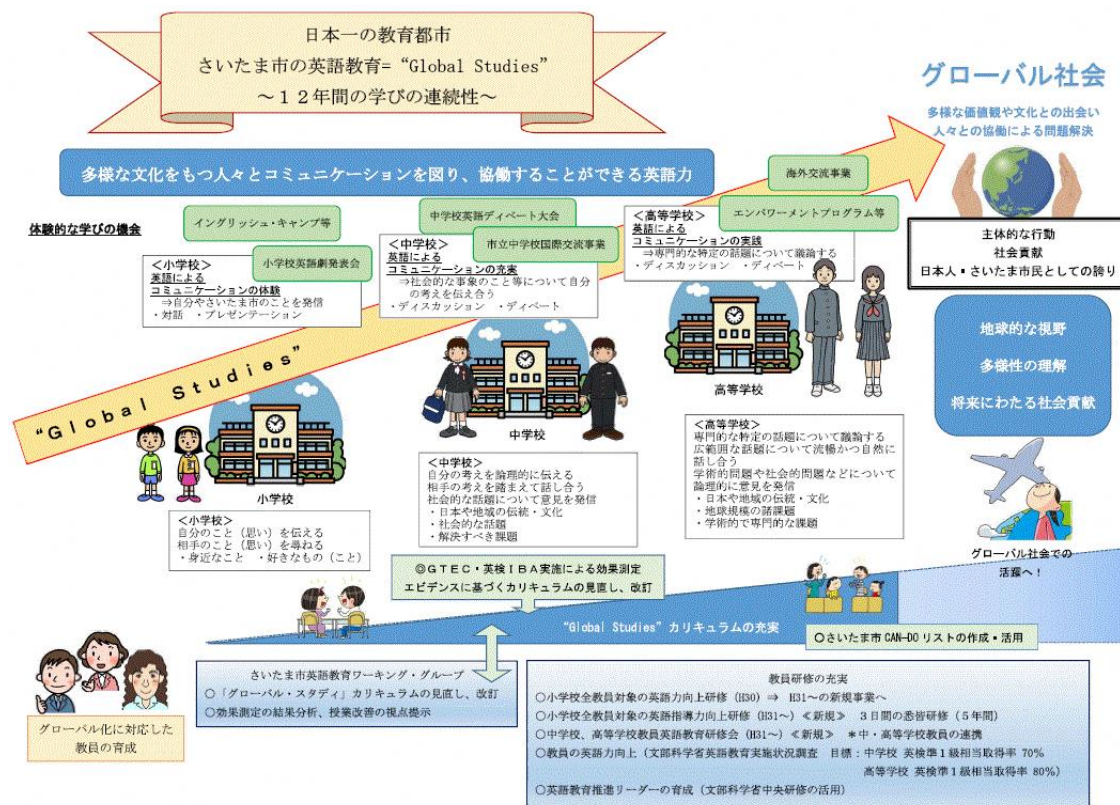 日本一の教育都市
さいたま市の英語教育=“Global Studies”
～１２年間の学びの連続性～
グローバル社会
多様な価値観や文化との出会い
人々との協働による問題解決
多様な文化をもつ人々とコミュニケーションを図り、協働することができる英語力
体験的な学びの機会
イングリッシュ・キャンプ等
小学校英語劇発表会
<小学校>
英語による
コミュニケーションの体験
⇒自分やさいたま市のことを発信
・対話　・プレゼンテーション
中学校英語ディベート大会
市立中学校国際交流事業
<中学校>
英語による
コミュニケーションの充実
⇒社会的な事象のこと等について自分
の考えを伝え合う
・ディスカッション　・ディベート
海外交流事業
エンパワーメントプログラム等
<高等学校>
英語による
コミュニケーションの実践
⇒専門的な特定の話題について議論する
・ディスカッション　・ディベート
主体的な行動
社会貢献
日本人・さいたま市民としての誇り
地球的な視野
多様性の理解
将来にわたる社会貢献
“Global Studies”
小学校
中学校
高等学校
<小学校>
自分のこと（思い）を伝える
相手のこと（思い）を尋ねる
・身近なこと　・好きなもの（こと）
<中学校>
自分の考えを論理的に伝える
相手の考えを踏まえて話し合う
社会的な話題について意見を発信
・日本や地域の伝統・文化
・社会的な話題
・解決すべき課題
<高等学校>
専門的な特定の話題について議論する
広範囲な話題について流暢かつ自然に
話し合う
学術的問題や社会的問題などについて
論理的に意見を発信
・日本や地域の伝統・文化
・地球規模の諸課題
・学術的で専門的な課題
グローバル社会での
活躍へ！
◎ＧＴＥＣ・英検ＩＢＡ実施による効果測定
エビデンスに基づくカリキュラムの見直し、改訂
“Global Studies”カリキュラムの充実
○さいたま市 CAN-DO リストの作成・活用
グローバル化に対応した
教員の育成
さいたま市英語教育ワーキング・グループ
○「グローバル・スタディ」カリキュラムの見直し、改訂
○効果測定の結果分析、授業改善の視点提示
教員研修の充実
○小学校全教員対象の英語力向上研修（H30）⇒　H31～の新規事業へ
○小学校全教員対象の英語指導力向上研修（H31～）≪新規≫　３日間の悉皆研修（５年間）
○中学校、高等学校教員英語教育研修会（H31～）≪新規≫　＊中・高等学校教員の連携
○教員の英語力向上（文部科学省英語教育実施状況調査　目標：中学校 英検準１級相当取得率 70%
高等学校 英検準１級相当取得率 80%）
○英語教育推進リーダーの育成（文部科学省中央研修の活用）